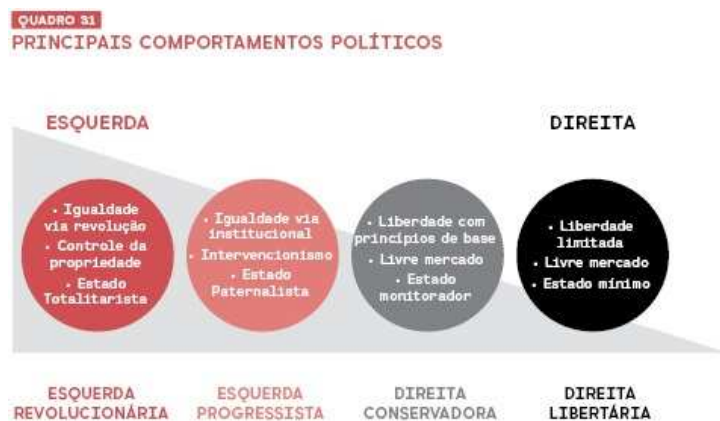 QUADRO 31
PRINCIPAIS COMPORTAMENTOS POLÍTICOS
ESQUERDA
DIREITA
• Igualdade
via revolução
• Controle da
propriedade
• Estado
Totalitarista
• Igualdade via
institucional
• Intervencionismo
• Estado
Paternalista
• Liberdade com
princípios de base
• Livre mercado
• Estado
monitorador
• Liberdade
limitada
• Livre mercado
• Estado mínimo
ESQUERDA
REVOLUCIONÁRIA
ESQUERDA
PROGRESSISTA
DIREITA
CONSERVADORA
DIREITA
LIBERTÁRIA